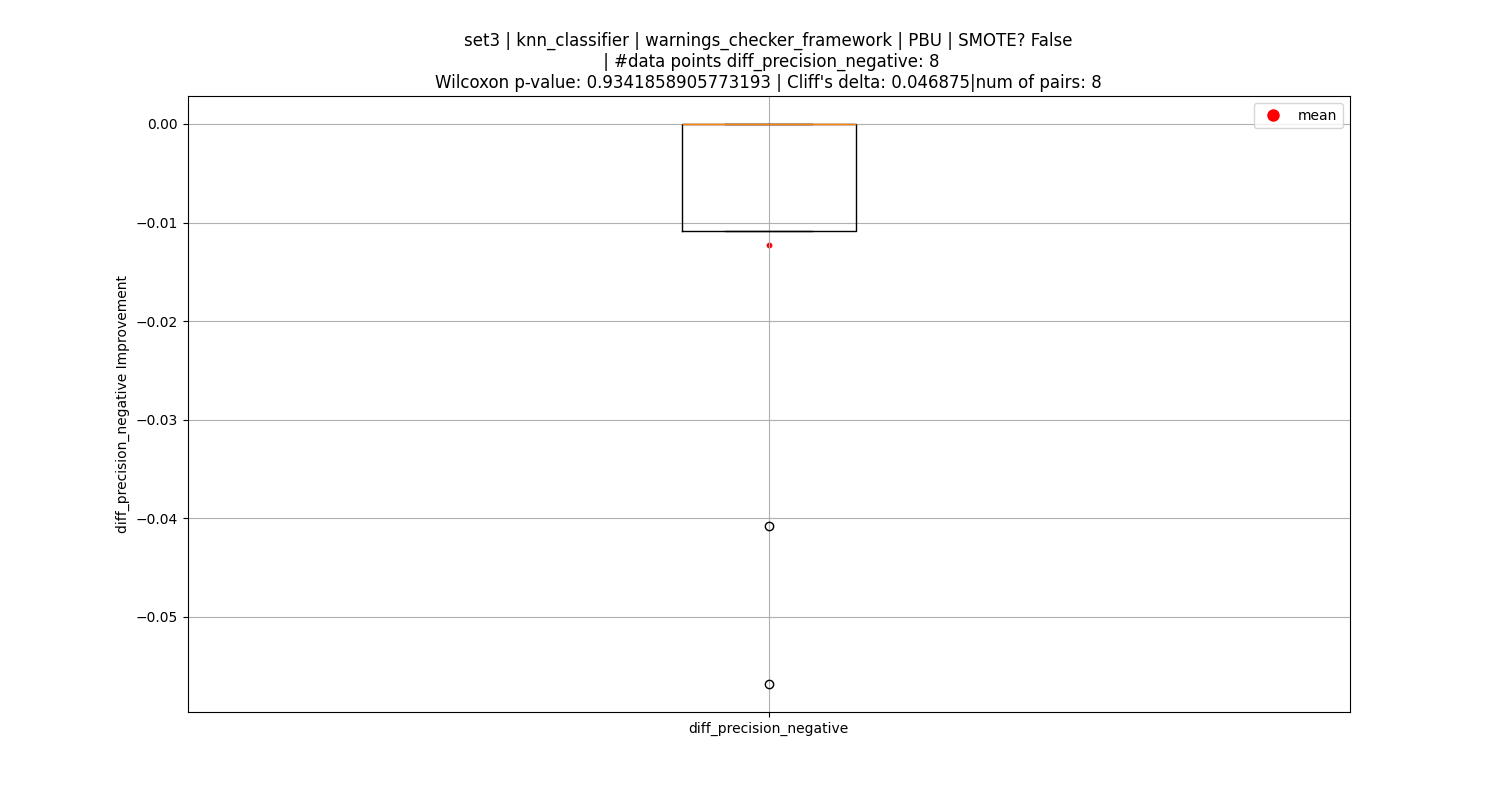 set3 | knn_classifier | warnings_checker_framework | PBU | SMOTE? False
| #data points diff_precision_negative: 8
Wilcoxon p-value: 0.9341858905773193 | Cliff's delta: 0.046875|num of pairs: 8
mean
0.00
−0.01
−0.02
−0.03
−0.04
−0.05
diff_precision_negative Improvement
diff_precision_negative